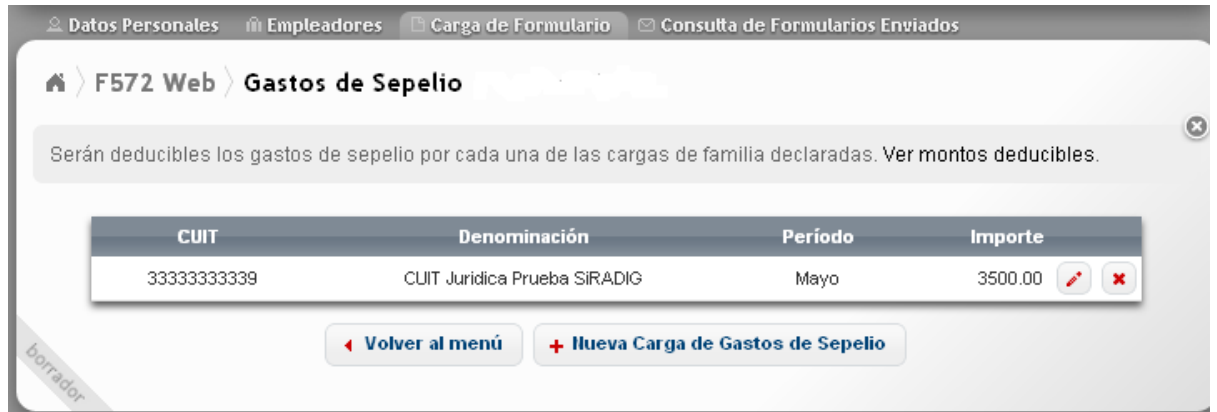 Datos Personales Empleadores Carga de Formulario Consulta de Formularios Enviados
F572 Web Gastos de Sepelio
Serán deducibles los gastos de sepelio por cada una de las cargas de familia declaradas. Ver montos deducibles.
CUIT Denominación Período Importe
33333333339 CUIT Juridica Prueba SiRADIG Mayo 3500.00
Volver al menú + Nueva Carga de Gastos de Sepelio
borrador